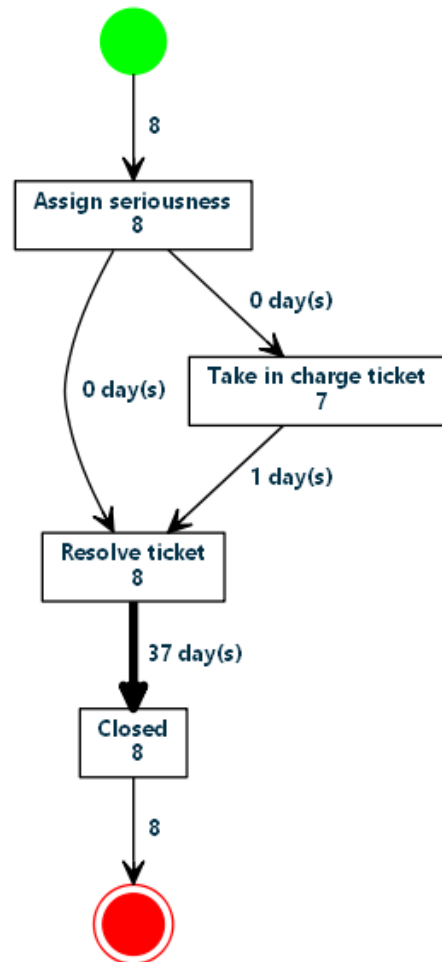 8
Assign seriousness
8
0 day(s)
Take in charge ticket
7
0 day(s)
1 day(s)
Resolve ticket
8
37 day(s)
Closed
8
8